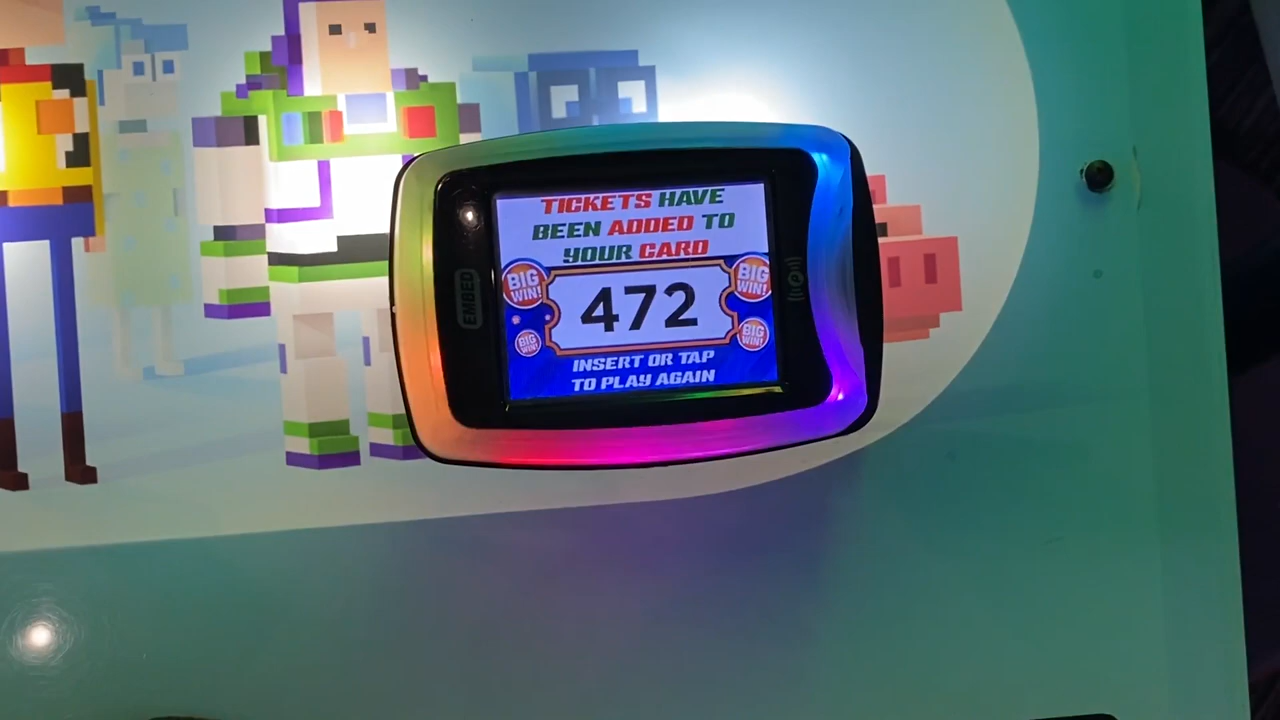 TICKETS HAVE
BEEN ADDED TO
YOUR CARD
BIG
WIN!
BIG
WIN!
472
BIG
WIN!
BIG
WIN!
INSERT OR TAP
TO PLAY AGAIN
EMBED